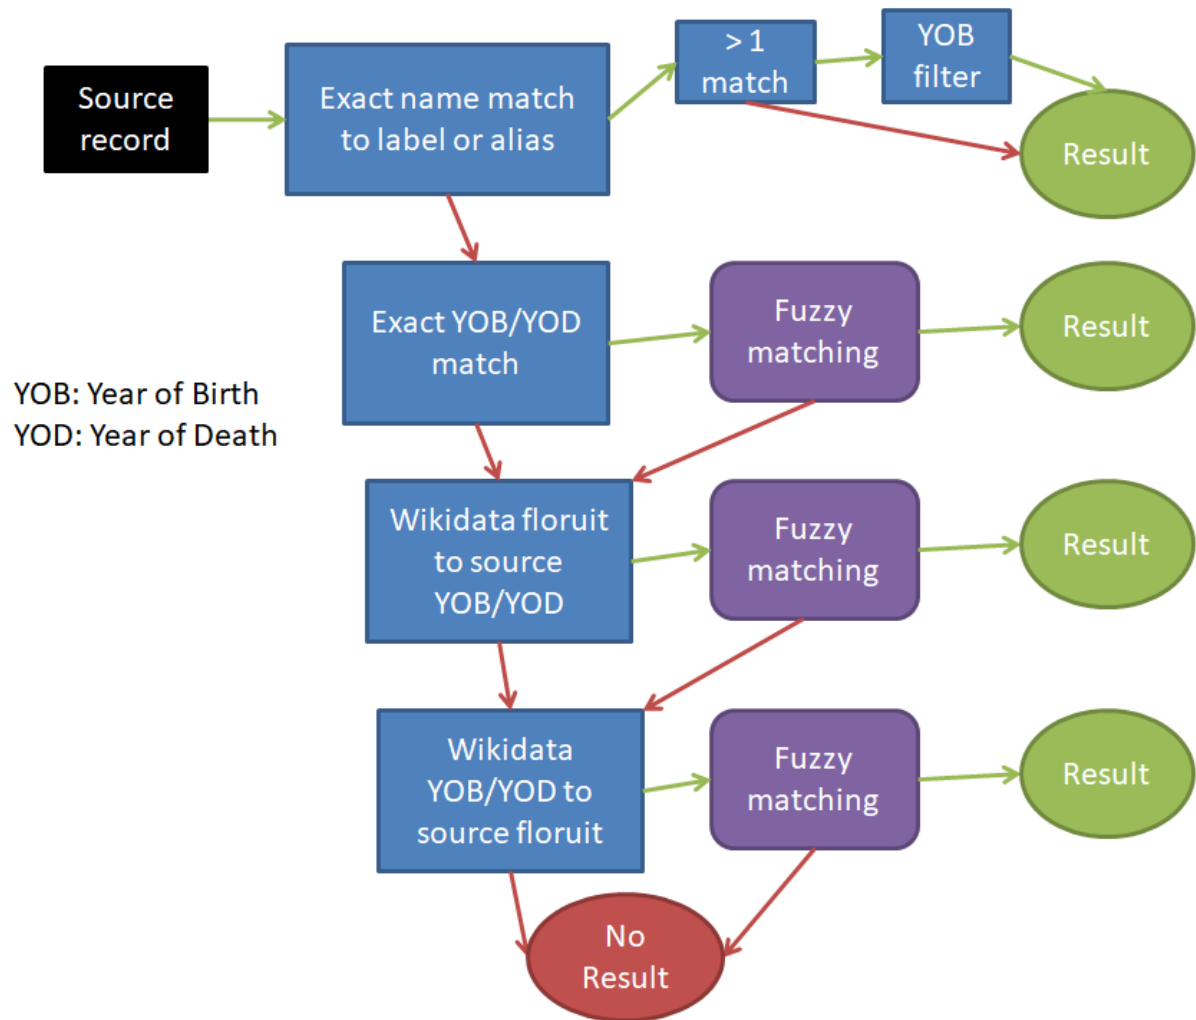 > 1
match
YOB
filter
Source
record
Exact name match
to label or alias
Result
Exact YOB/YOD
match
Fuzzy
matching
Result
YOB: Year of Birth
YOD: Year of Death
Wikidata floruit
to source
YOB/YOD
Fuzzy
matching
Result
Wikidata
YOB/YOD to
source floruit
Fuzzy
matching
Result
No
Result